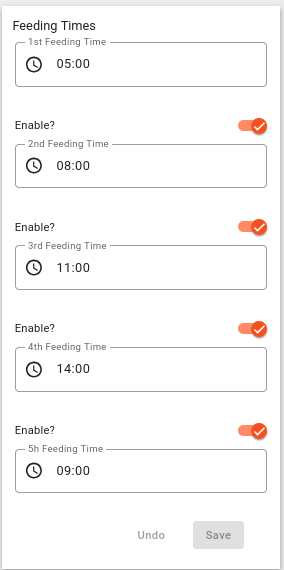 Feeding Times
1st Feeding Time
05:00
Enable?
2nd Feeding Time
08:00
Enable?
3rd Feeding Time
11:00
Enable?
4th Feeding Time
14:00
Enable?
5h Feeding Time
09:00
Undo Save